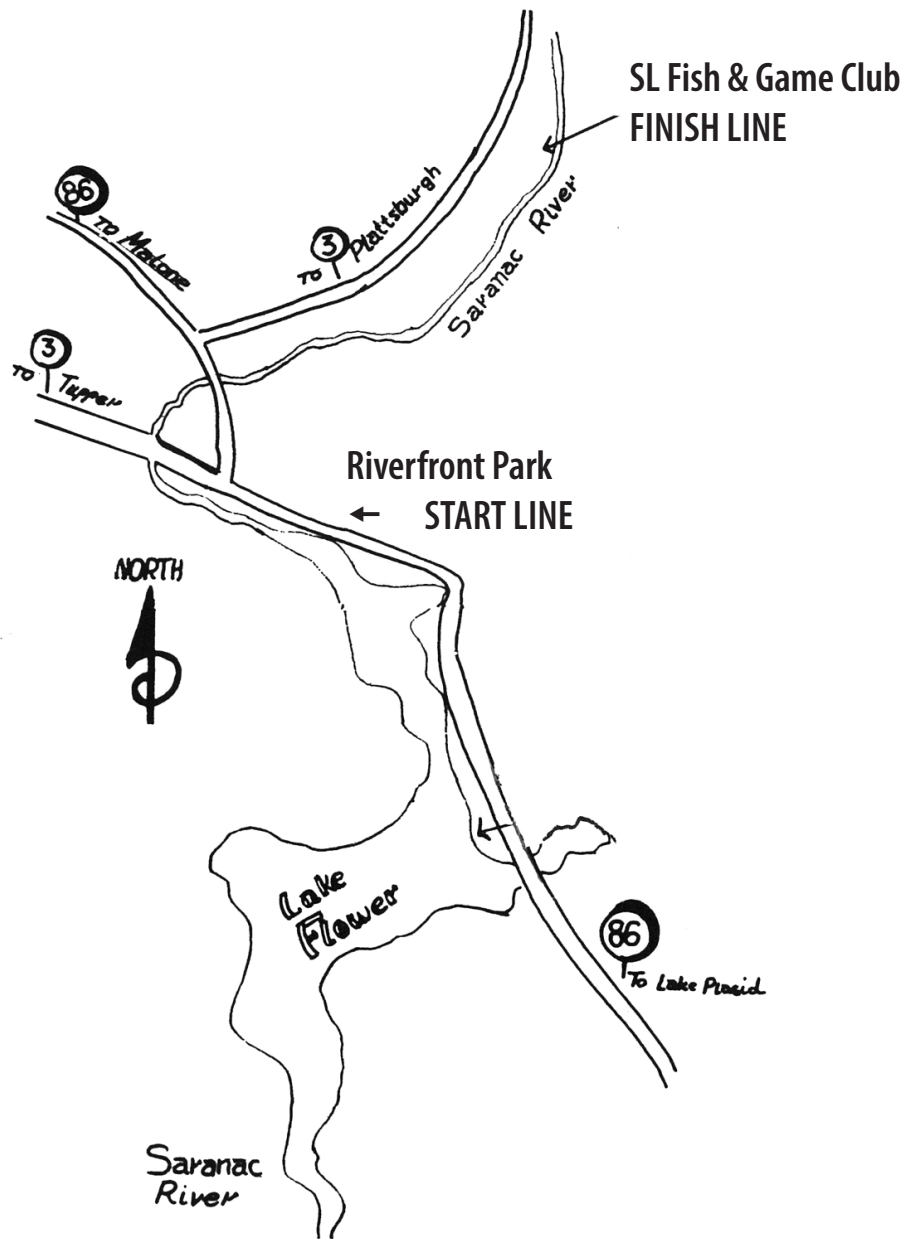 SL Fish & Game Club
FINISH LINE
86
To Malone
3
To Plattsburgh
Saranac River
3
To Tupper
Riverfront Park
START LINE
NORTH
Lake
Flower
86
To Lake Placid
Saranac
River